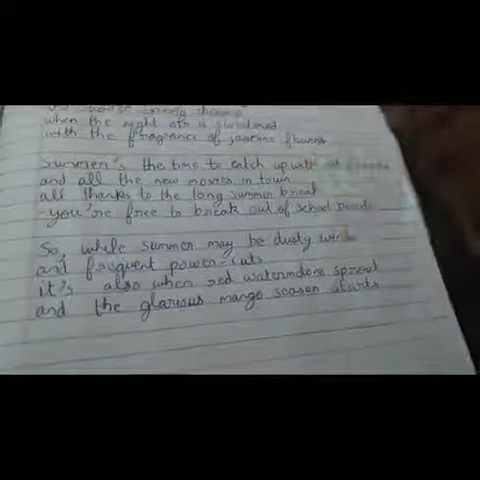 when the night air is sweetened
with the fragrance of jasmine flowers
Summer's the time to catch up with
and all the new movies in town
all thanks to the long summer break
you're free to break out of school
So, while summer may be dusty wind
and frequent power-cuts
it's also when red watermelons sprout
and the glorious mango season starts